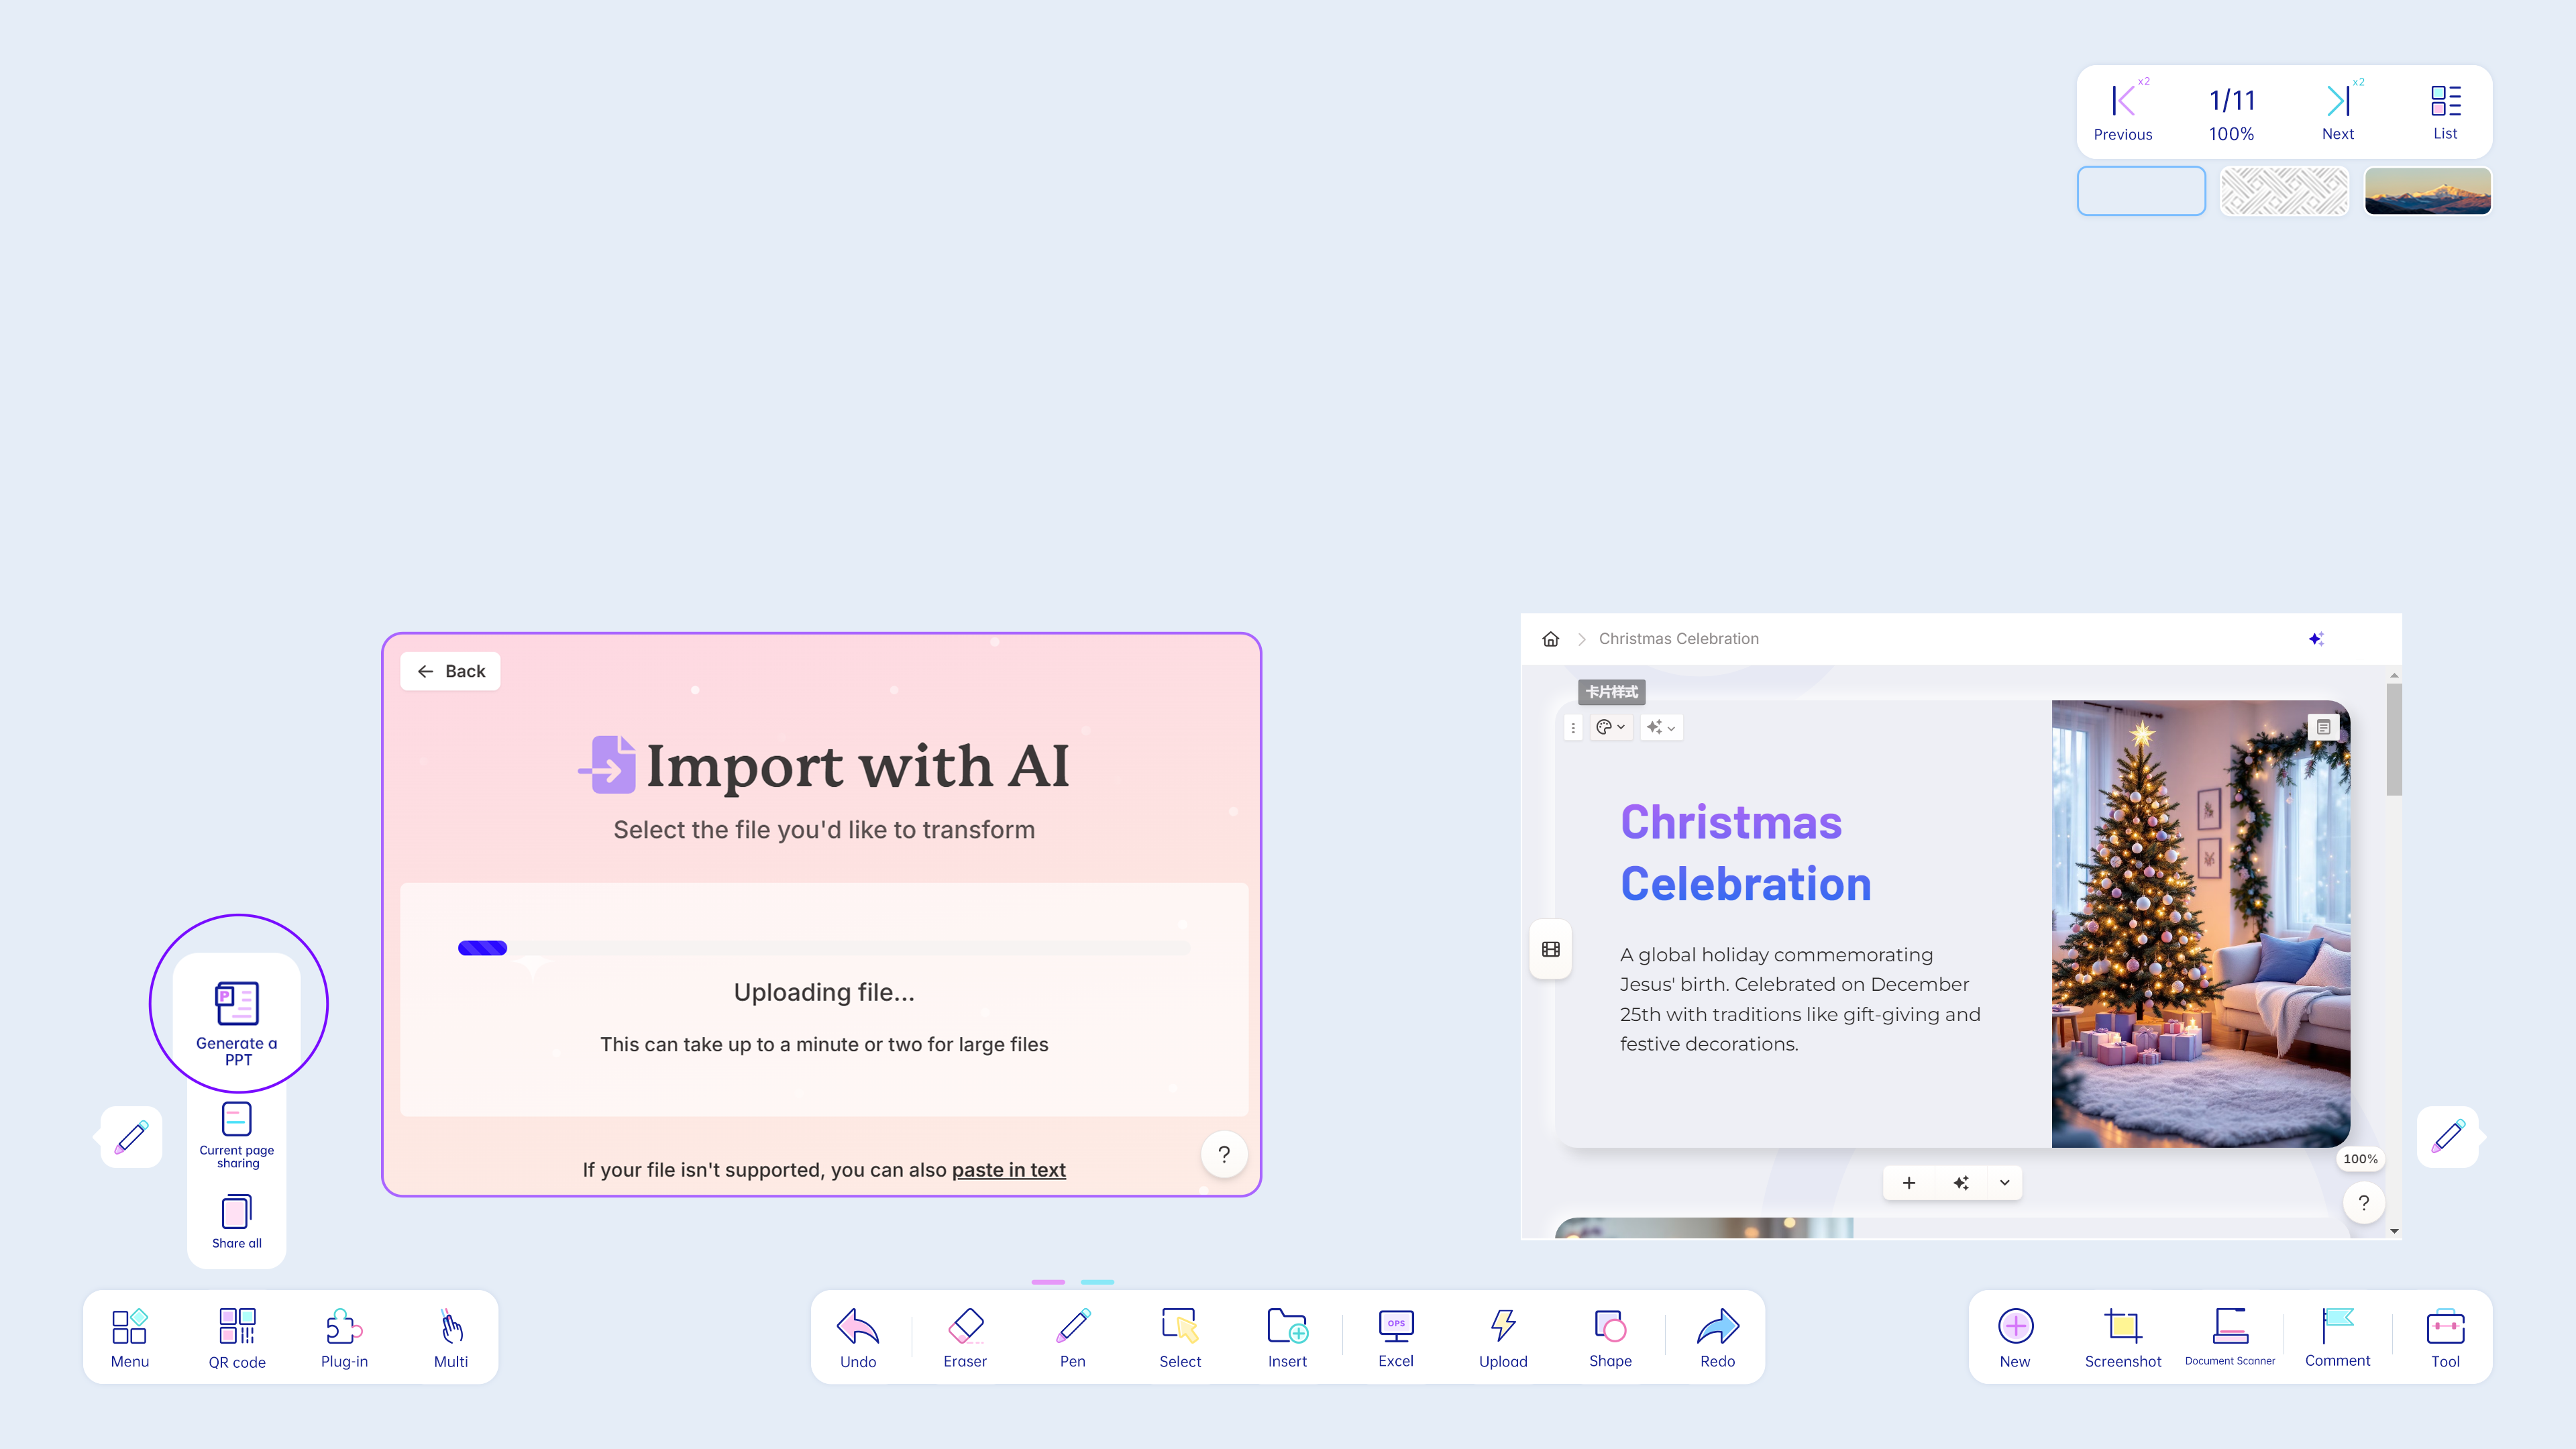 x2
x2
1/11
Previous
100%
Next
List
Back
Import with AI
Select the file you'd like to transform
Uploading file...
This can take up to a minute or two for large files
If your file isn't supported, you can also paste in text
?
Christmas Celebration
卡片样式
Christmas
Celebration
A global holiday commemorating
Jesus' birth. Celebrated on December
25th with traditions like gift-giving and
festive decorations.
100%
?
P
Generate a
PPT
Current page
sharing
Share all
Menu
QR code
Plug-in
Multi
Undo
Eraser
Pen
Select
Insert
OPS
Excel
Upload
Shape
Redo
New
Screenshot
Document Scanner
Comment
Tool